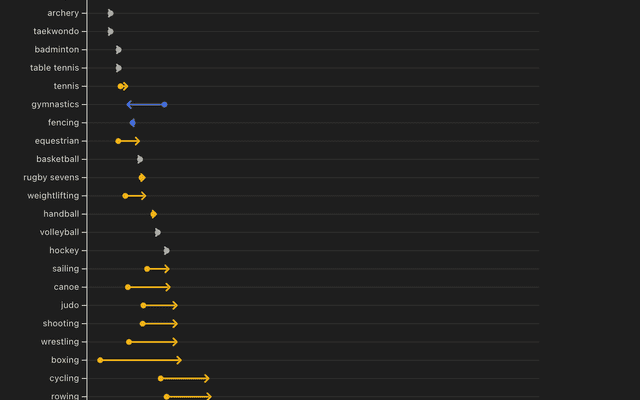 archery
taekwondo
badminton
table tennis
tennis
gymnastics
fencing
equestrian
basketball
rugby sevens
weightlifting
handball
volleyball
hockey
sailing
canoe
judo
shooting
wrestling
boxing
cycling
rowing